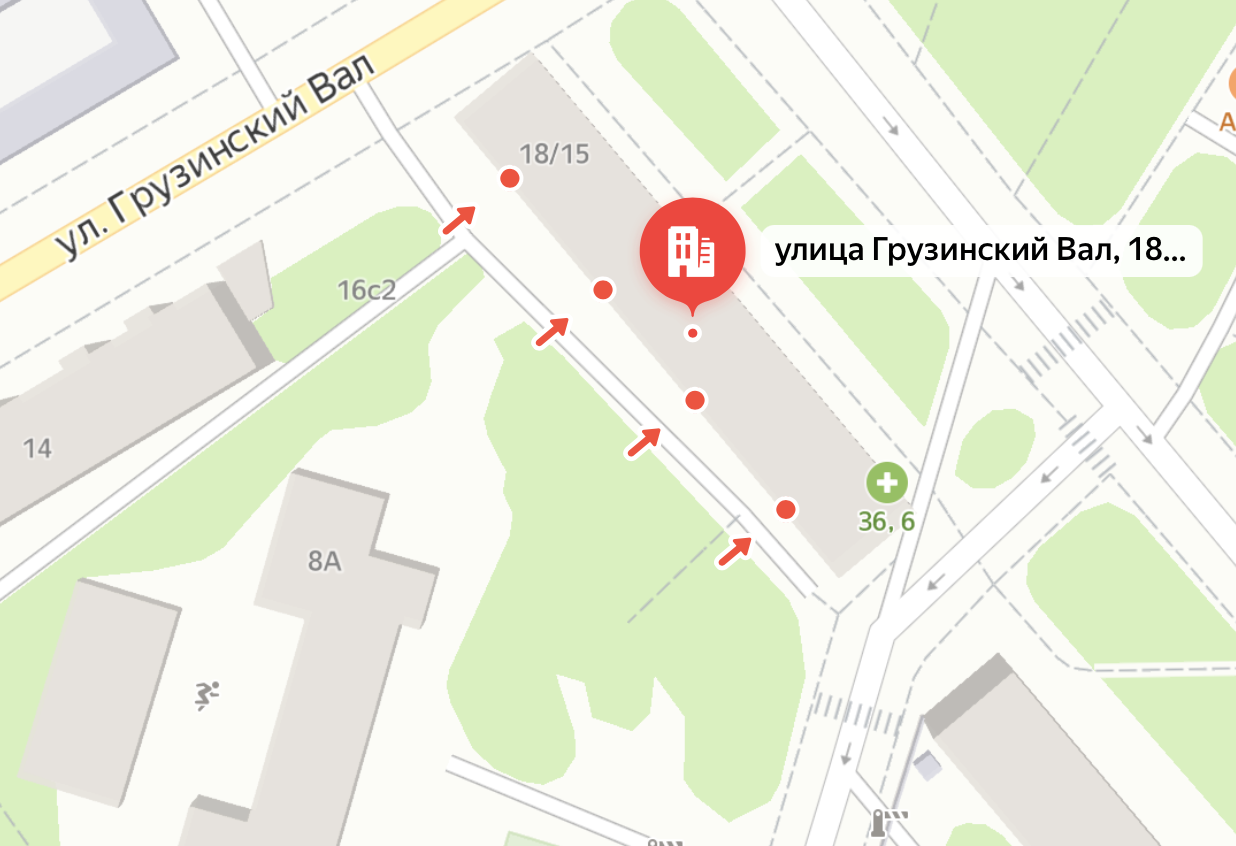 ул. Грузинский Вал
18/15
улица Грузинский Вал, 18...
16с2
14
36,6
8А